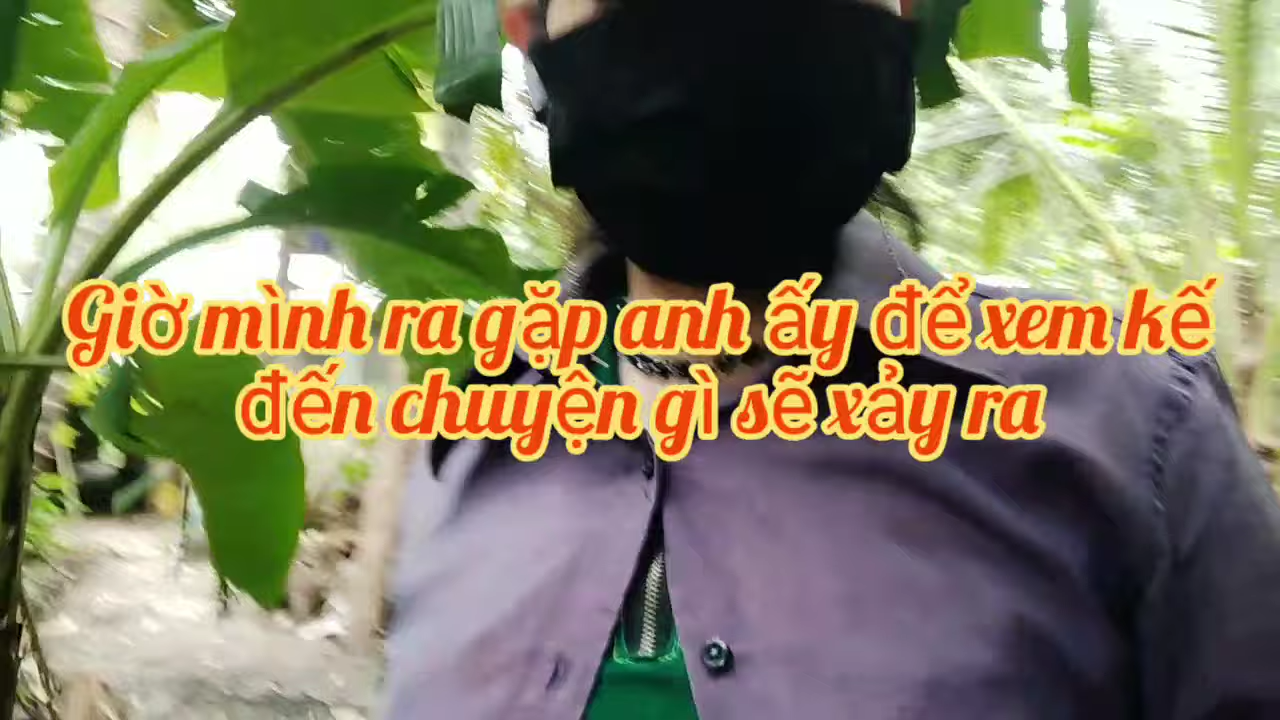 Giờ mình ra gặp anh ấy để xem kế
đến chuyện gì sẽ xảy ra